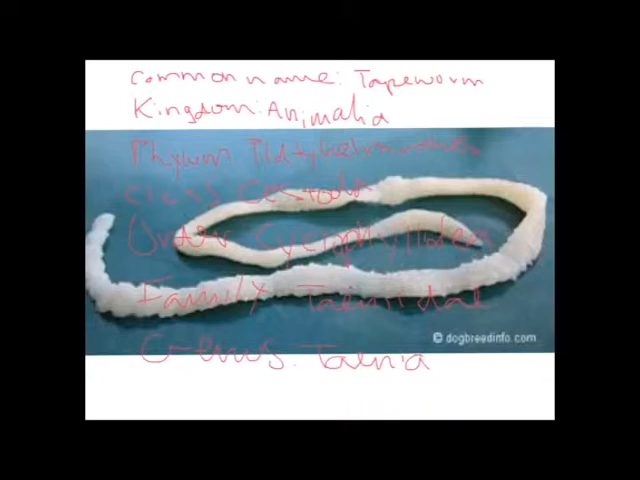 Common name: Tapeworm
Kingdom: Animalia
Phylum Platyhelminthes
class Cestoda
Order Cyclophyllidea
Family Taeniidae
Genus: Taenia
© dogbreedinfo.com